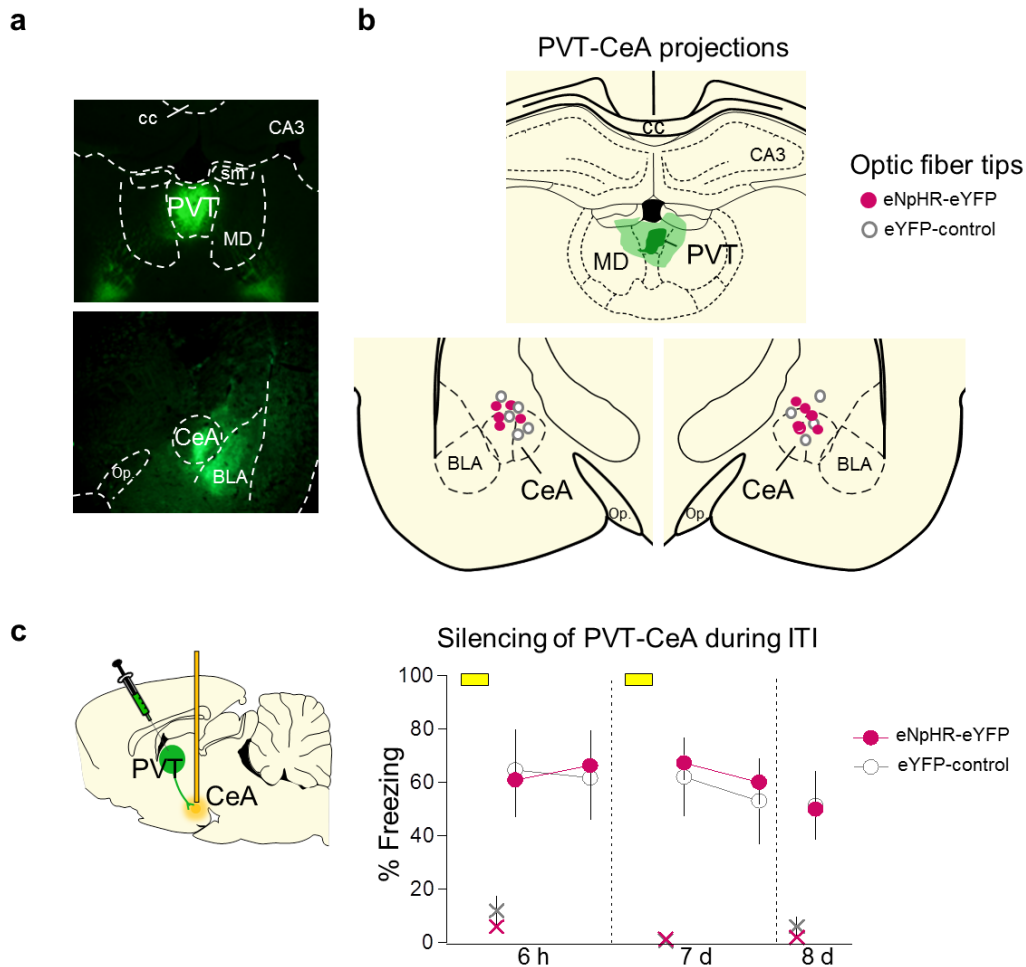 a
cc
CA3
sm
PVT
MD
CeA
BLA
Op.
b
PVT-CeA projections
cc
CA3
MD
PVT
Optic fiber tips
eNpHR-eYFP
eYFP-control
BLA
CeA
Op.
BLA
CeA
Op.
c
PVT
CeA
Silencing of PVT-CeA during ITI
% Freezing
100
80
60
40
20
0
6 h
7 d
8 d
eNpHR-eYFP
eYFP-control